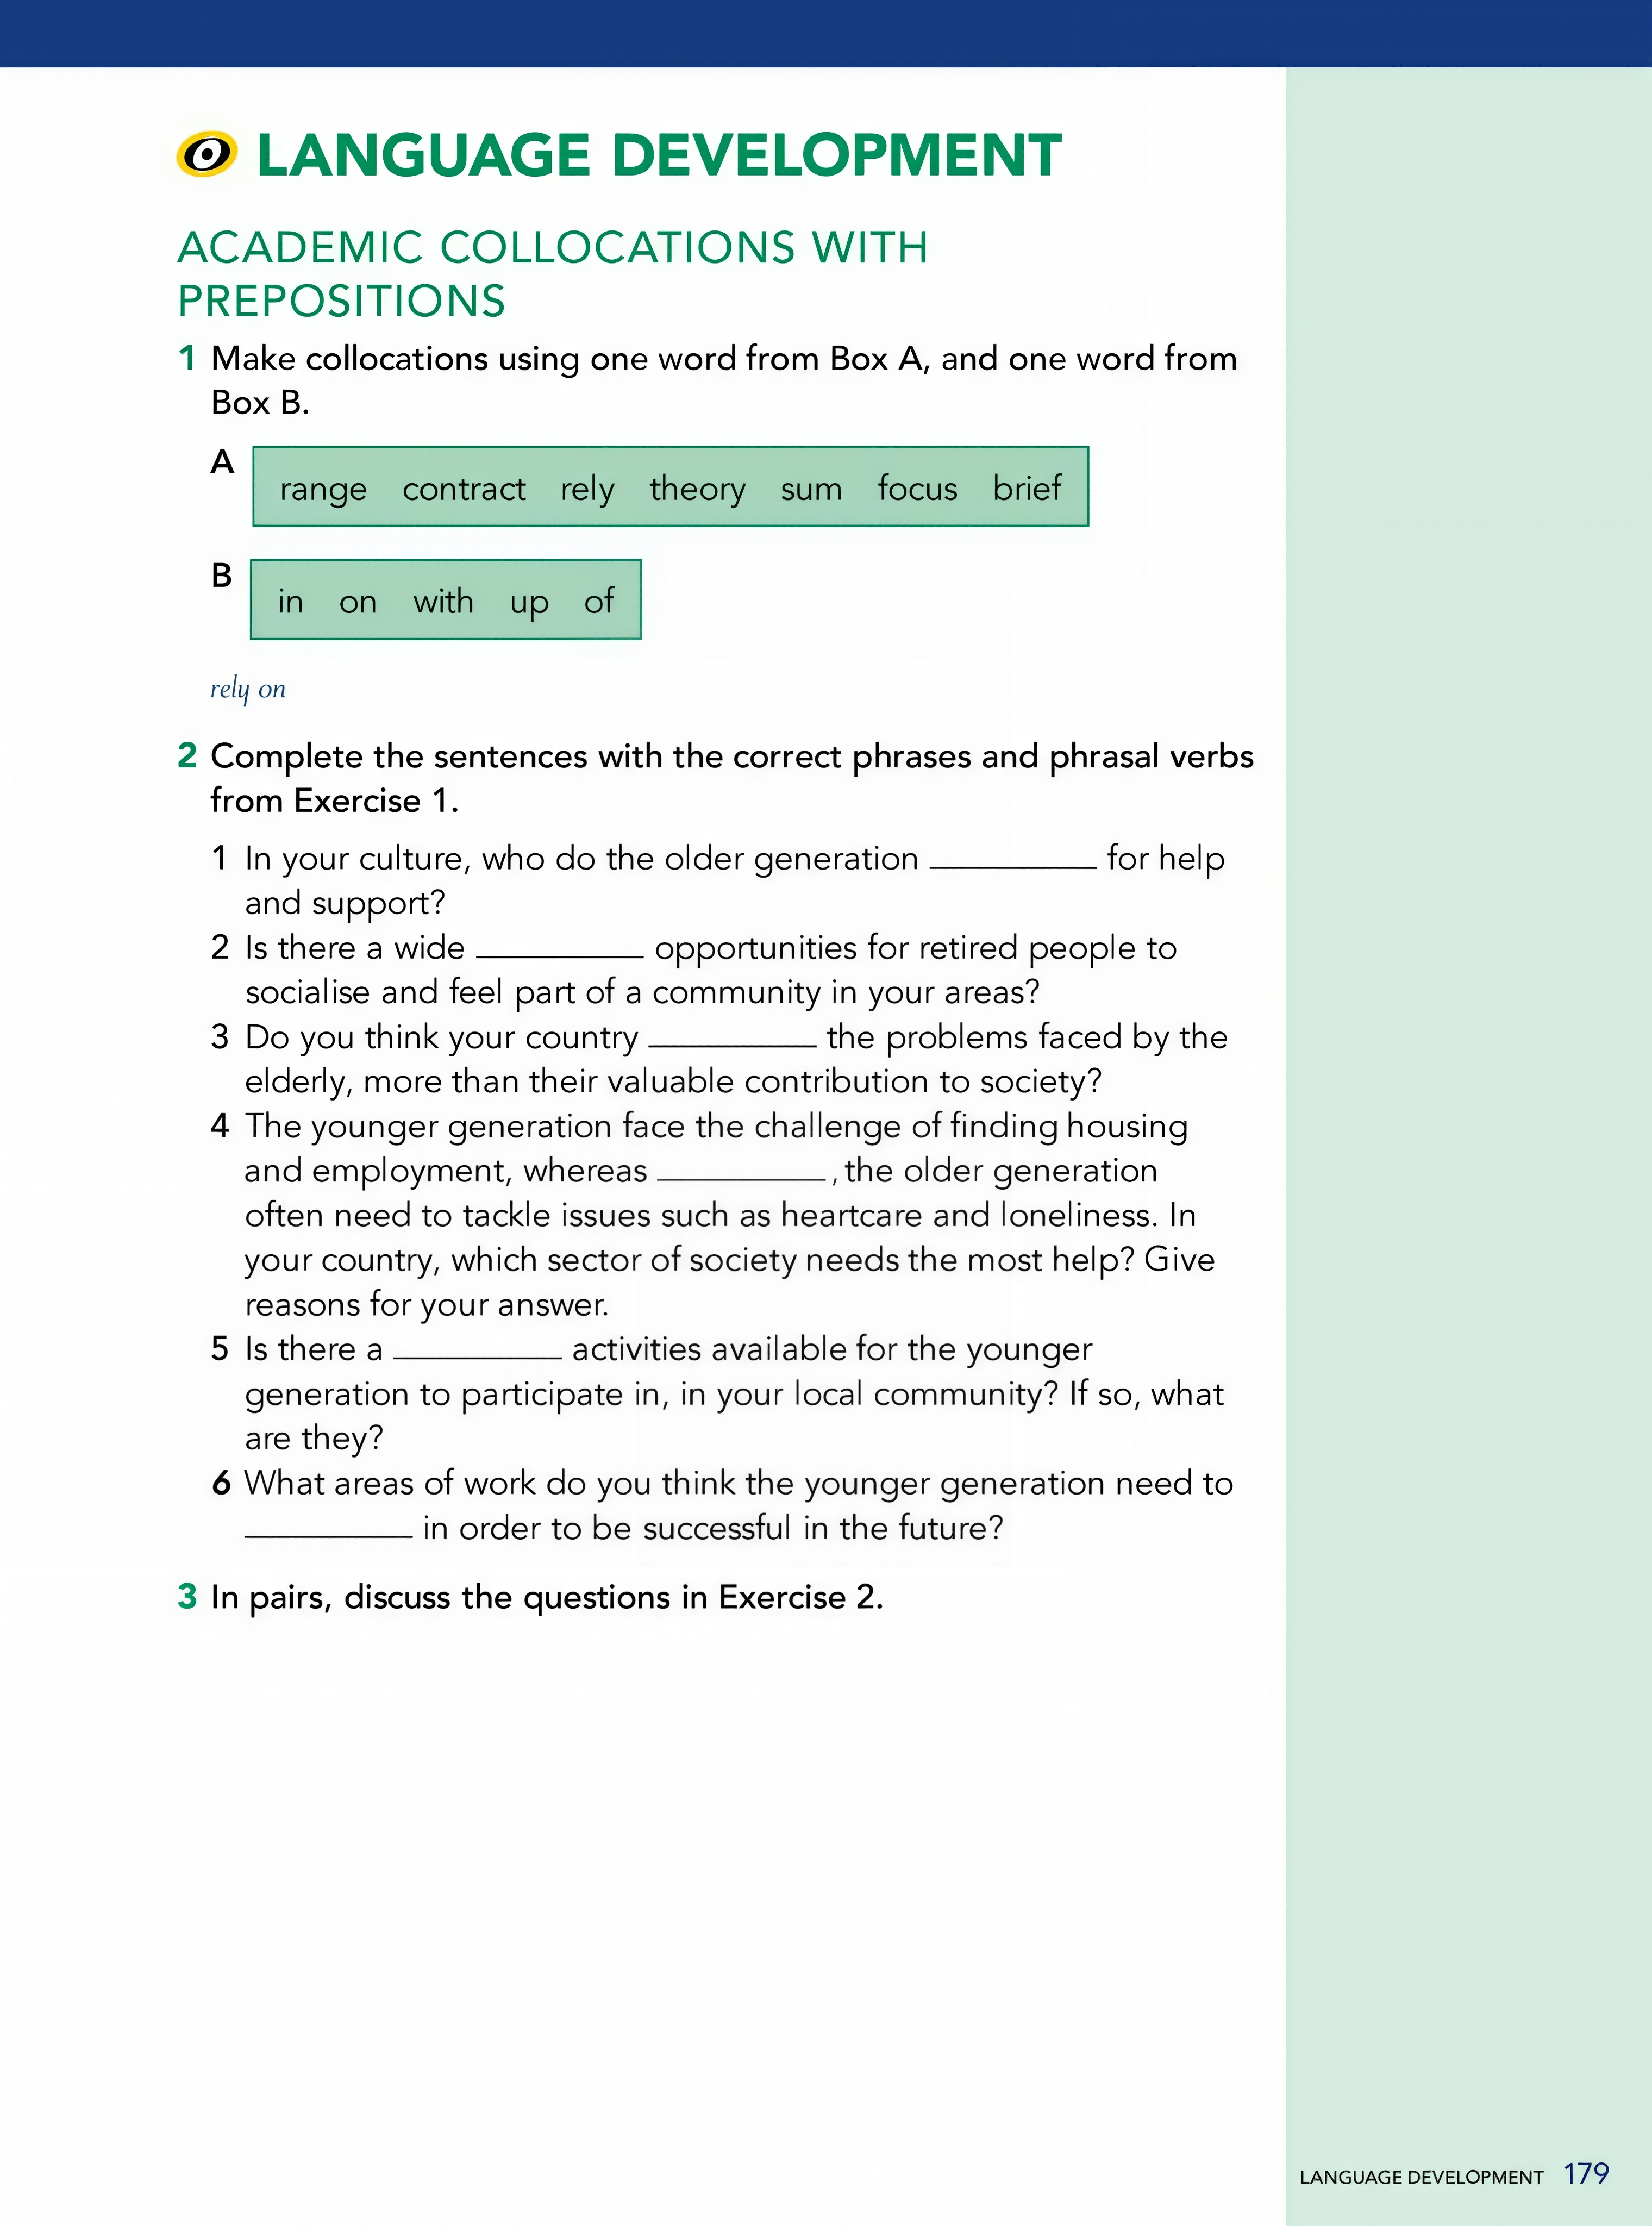 LANGUAGE DEVELOPMENT
ACADEMIC COLLOCATIONS WITH
PREPOSITIONS
1 Make collocations using one word from Box A, and one word from
Box B.
A
range contract rely theory sum focus brief
B
in on with up of
rely on
2 Complete the sentences with the correct phrases and phrasal verbs
from Exercise 1.
1 In your culture, who do the older generation __________ for help
and support?
2 Is there a wide __________ opportunities for retired people to
socialise and feel part of a community in your areas?
3 Do you think your country __________ the problems faced by the
elderly, more than their valuable contribution to society?
4 The younger generation face the challenge of finding housing
and employment, whereas __________, the older generation
often need to tackle issues such as heartcare and loneliness. In
your country, which sector of society needs the most help? Give
reasons for your answer.
5 Is there a __________ activities available for the younger
generation to participate in, in your local community? If so, what
are they?
6 What areas of work do you think the younger generation need to
__________ in order to be successful in the future?
3 In pairs, discuss the questions in Exercise 2.
LANGUAGE DEVELOPMENT 179